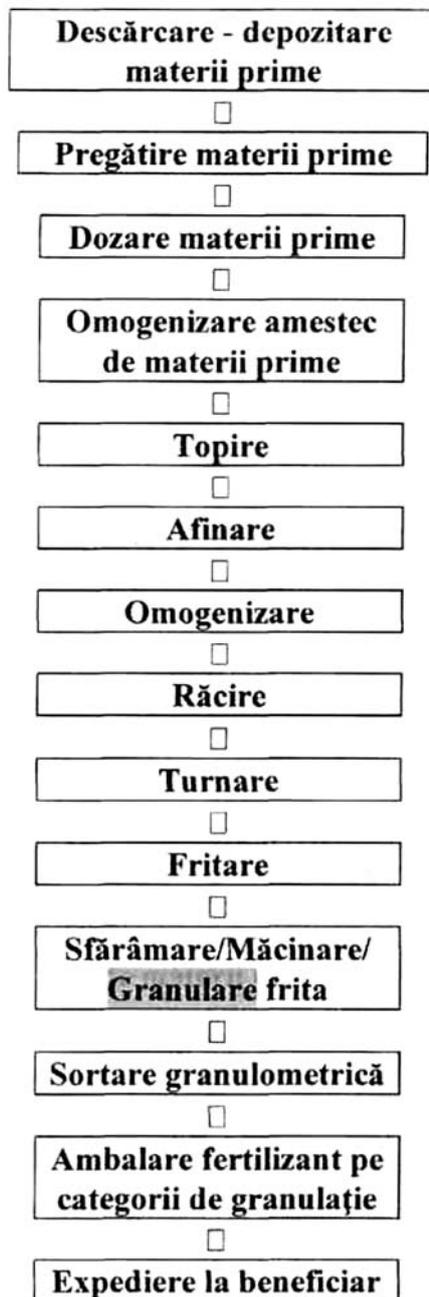 Descărcare - depozitare
materii prime
Pregătire materii prime
Dozare materii prime
Omogenizare amestec
de materii prime
Topire
Afinare
Omogenizare
Răcire
Turnare
Fritare
Sfărâmare/Măcinare/
Granulare frita
Sortare granulometrică
Ambalare fertilizant pe
categorii de granulaţie
Expediere la beneficiar